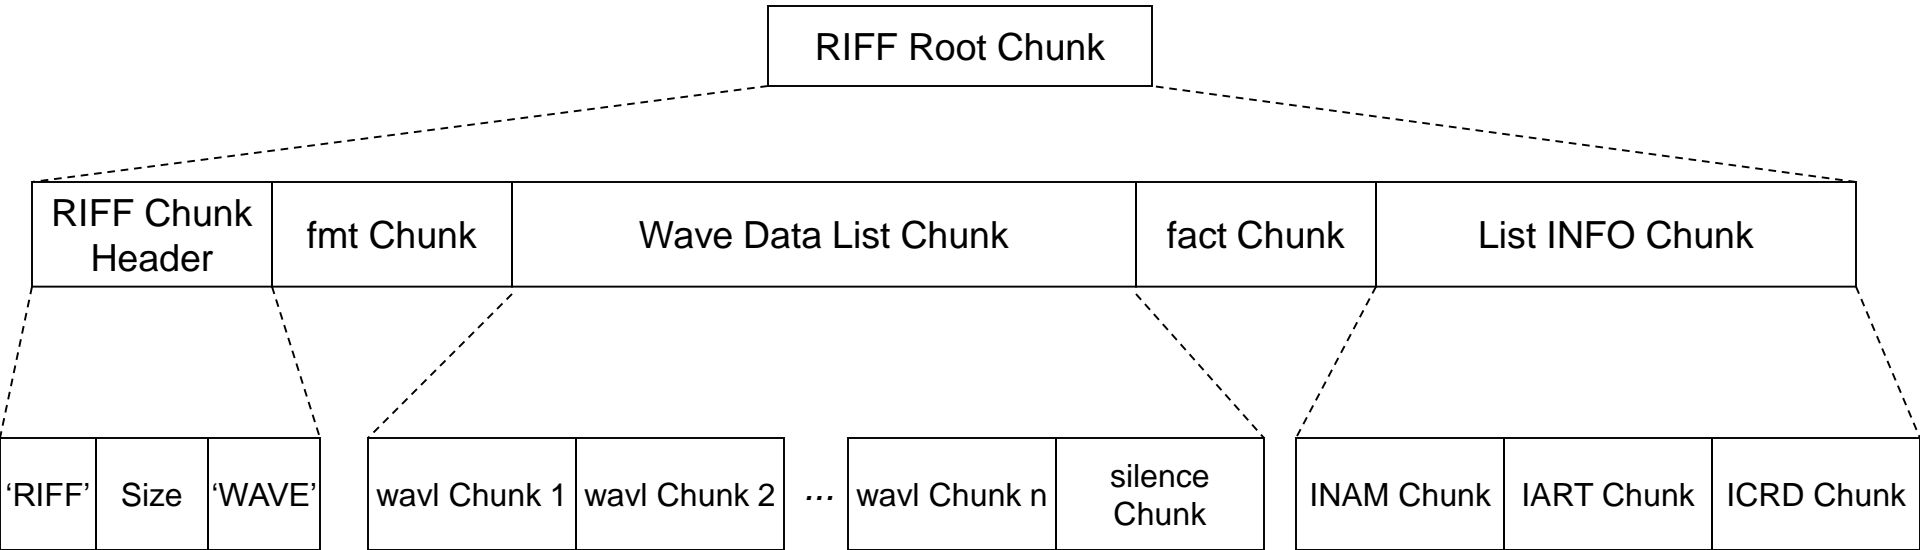 RIFF Root Chunk
RIFF Chunk
Header
fmt Chunk
Wave Data List Chunk
fact Chunk
List INFO Chunk
‘RIFF’
Size
‘WAVE’
wavl Chunk 1
wavl Chunk 2
...
wavl Chunk n
silence
Chunk
INAM Chunk
IART Chunk
ICRD Chunk